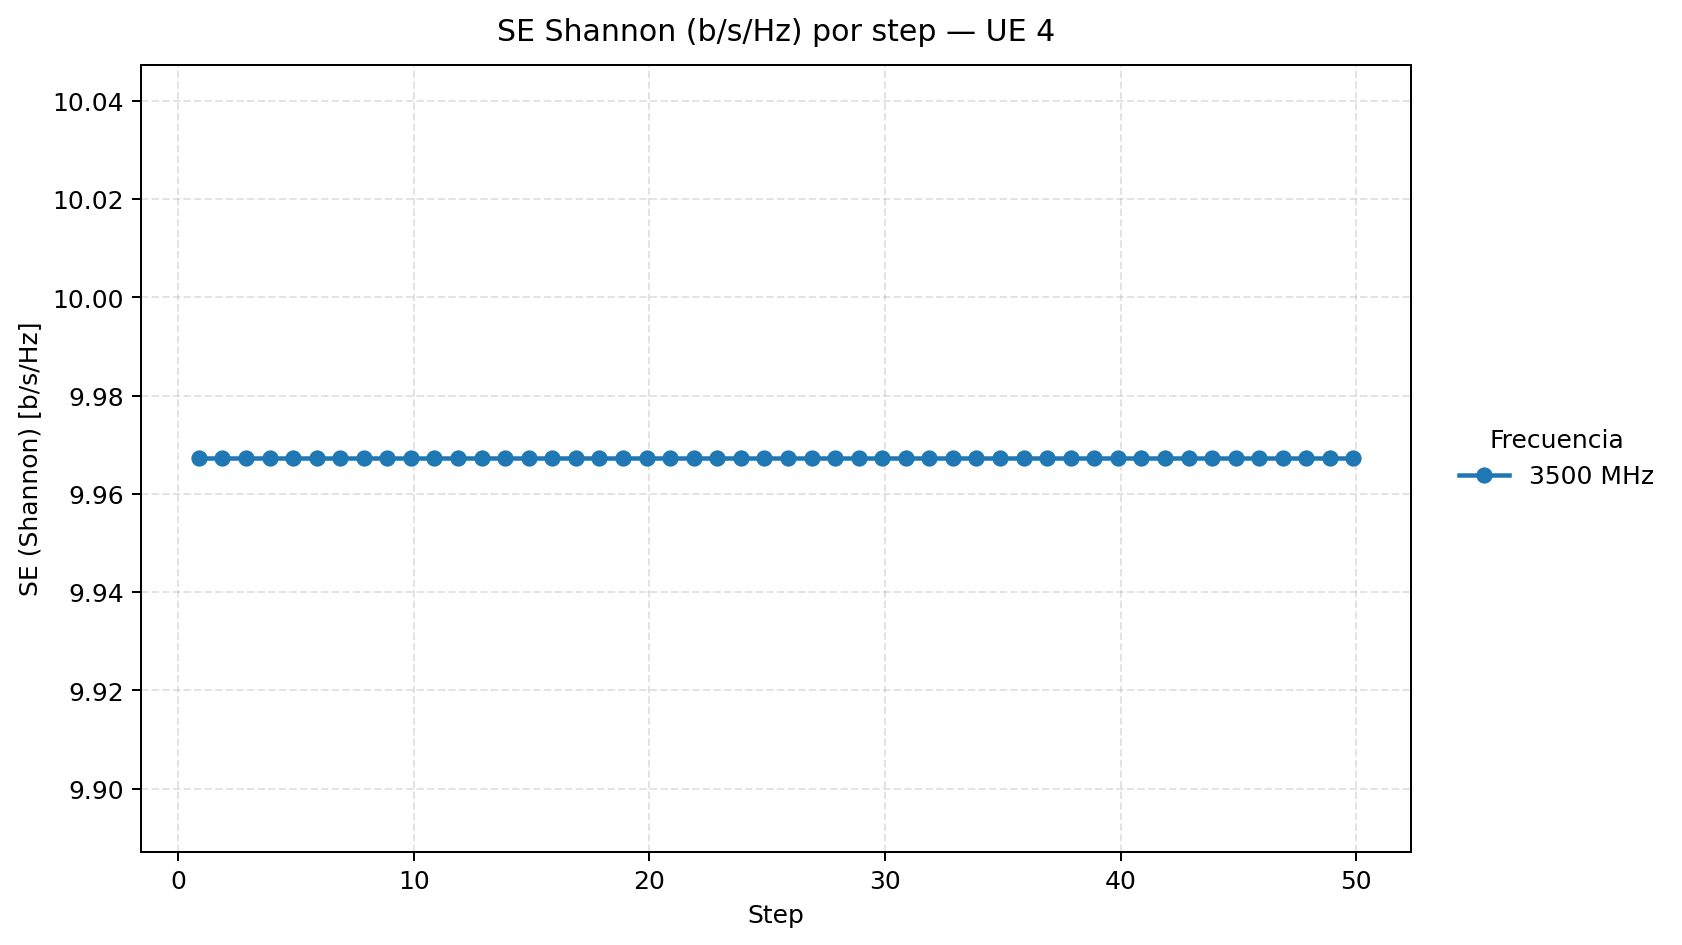 SE Shannon (b/s/Hz) por step — UE 4
10.04
10.02
10.00
9.98
9.96
9.94
9.92
9.90
SE (Shannon) [b/s/Hz]
0 10 20 30 40 50
Step
Frecuencia
3500 MHz